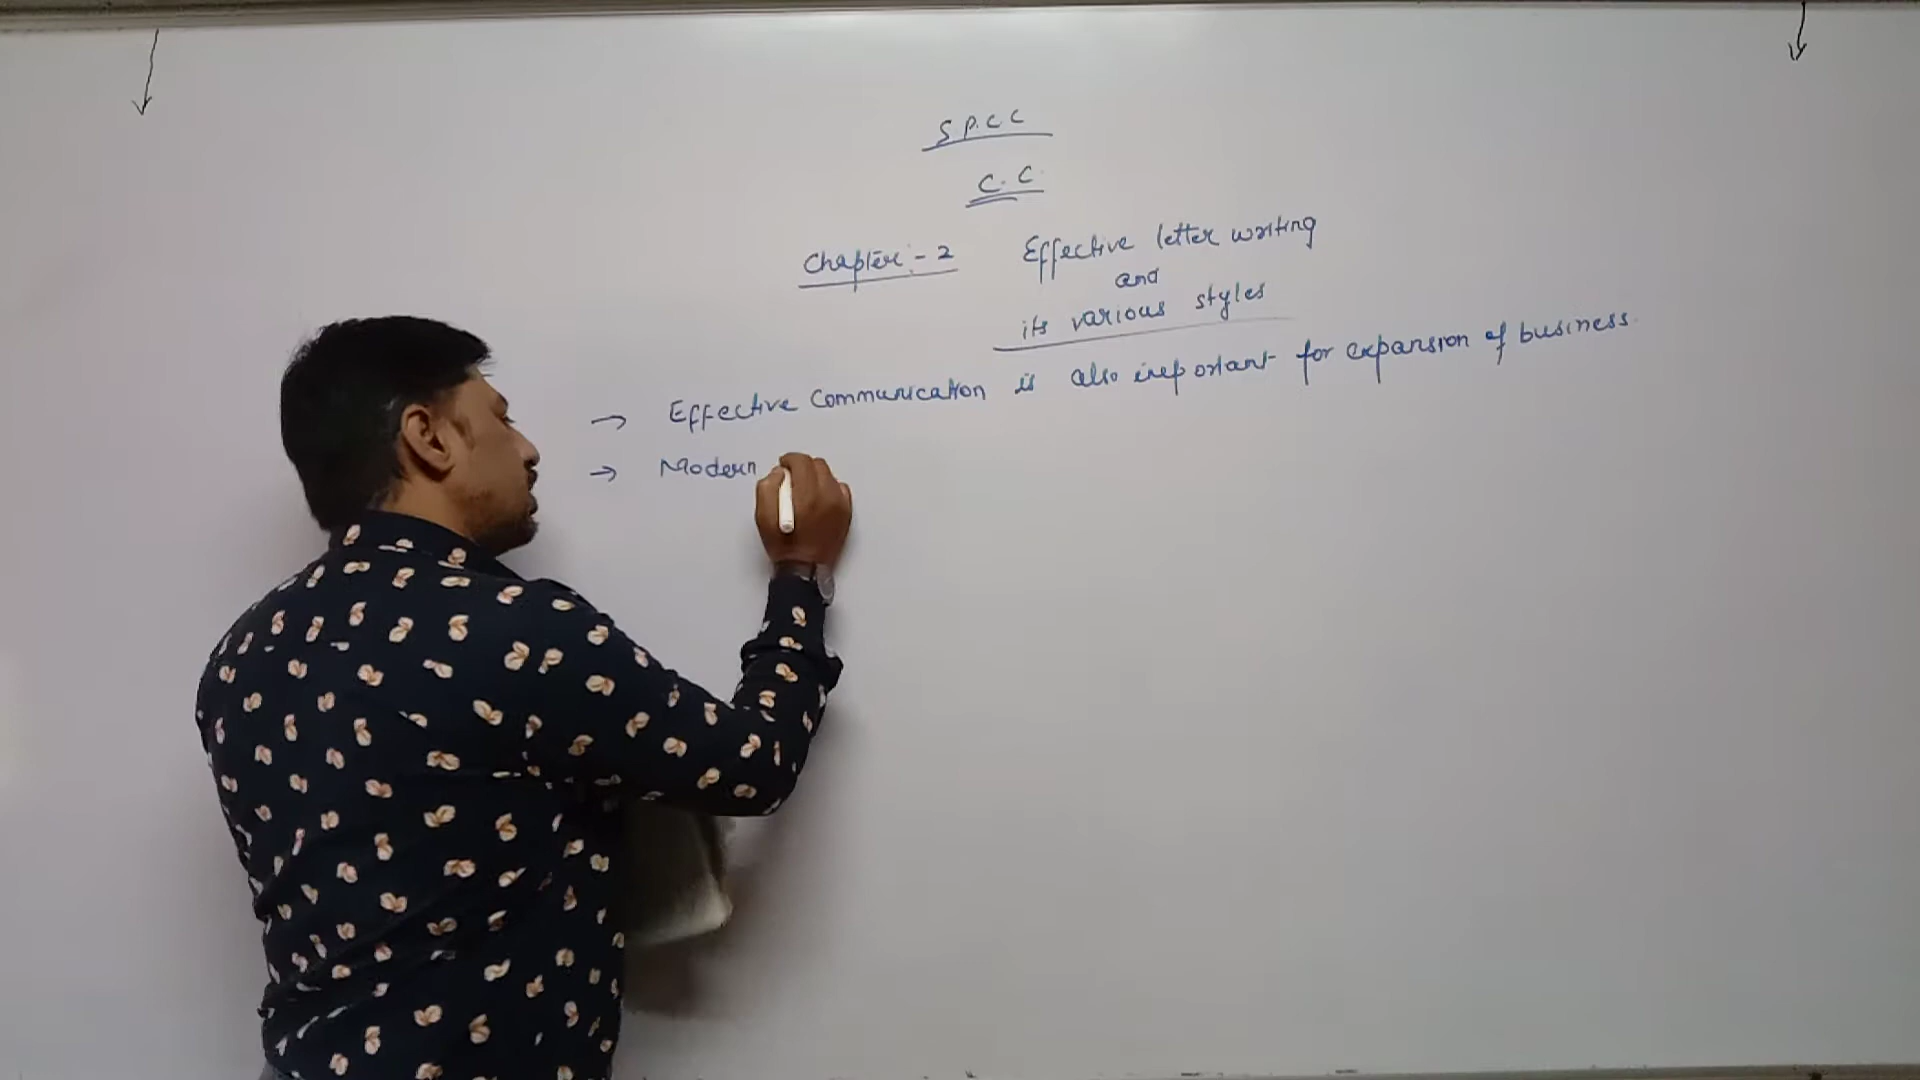 S.P.C.C
C.C.
Chapter :- 2 Effective letter writing
and
its various styles
→ Effective Communication is also important for expansion of business.
→ Modern